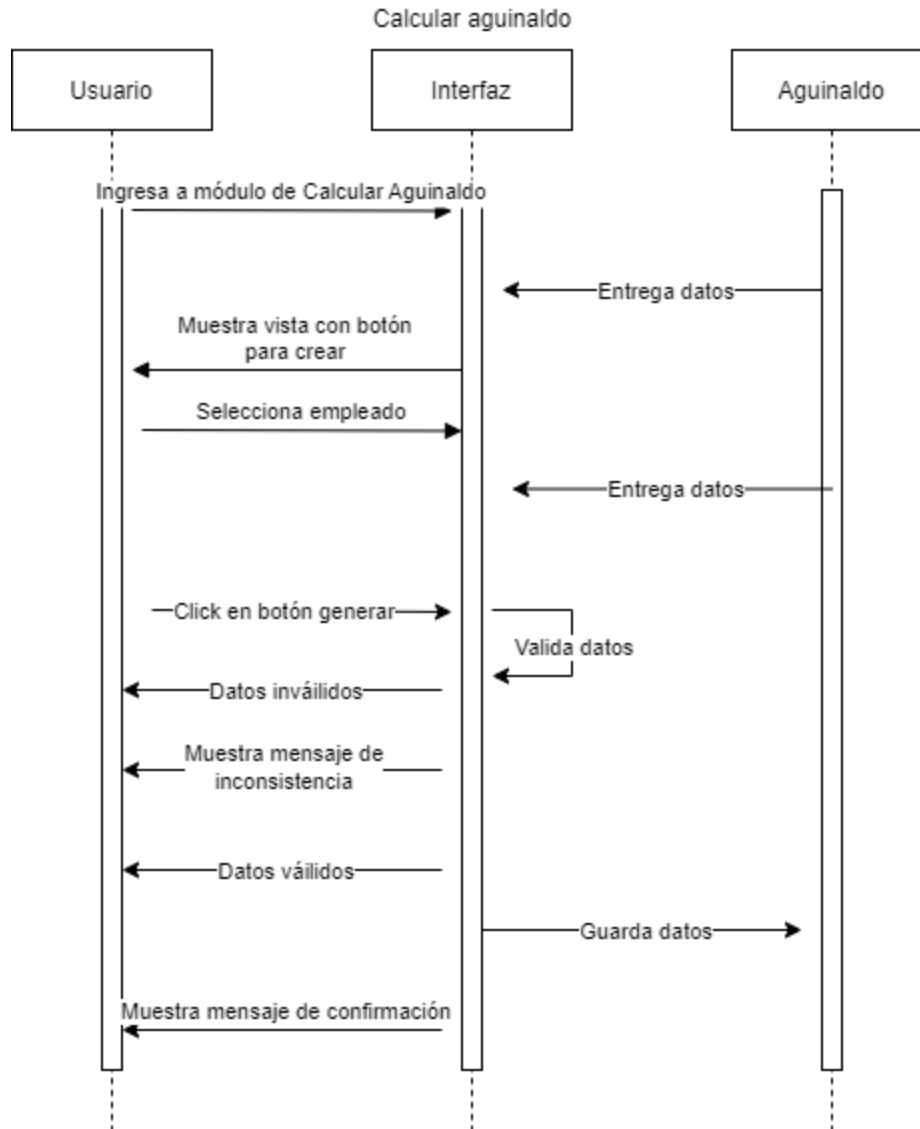 Calcular aguinaldo
Usuario
Interfaz
Aguinaldo
Ingresa a módulo de Calcular Aguinaldo
Entrega datos
Muestra vista con botón
para crear
Selecciona empleado
Entrega datos
Click en botón generar
Valida datos
Datos inváilidos
Muestra mensaje de
inconsistencia
Datos váilidos
Guarda datos
Muestra mensaje de confirmación